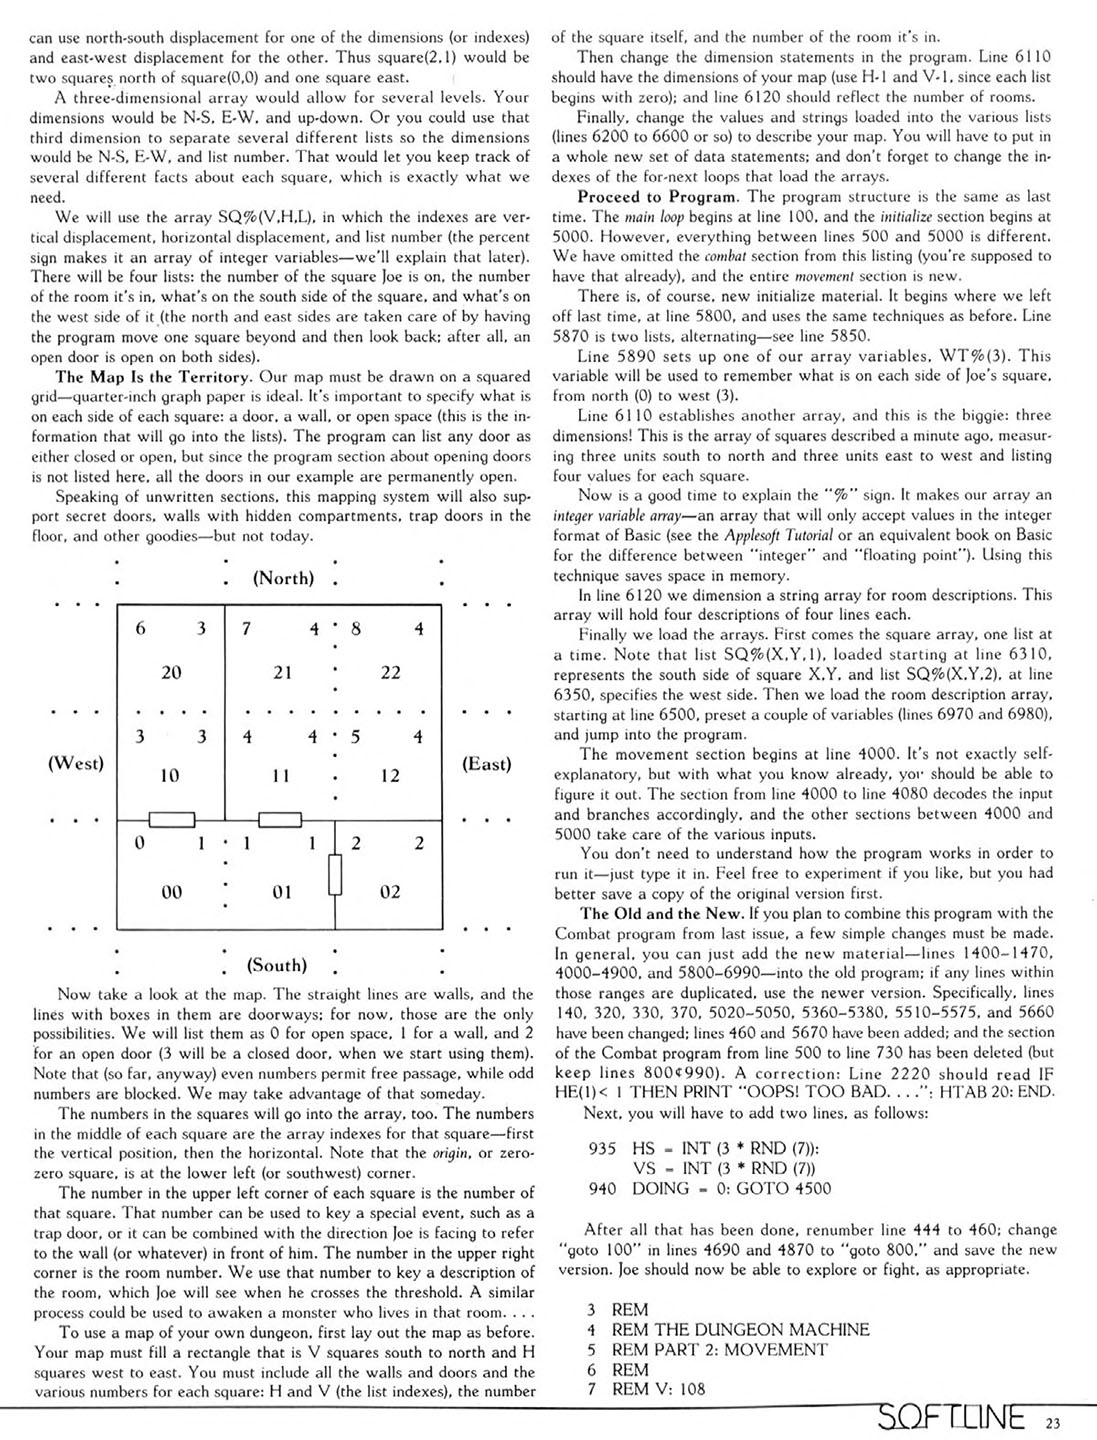 can use north-south displacement for one of the dimensions (or indexes)
and east-west displacement for the other. Thus square(2,1) would be
two squares north of square(0,0) and one square east.
A three-dimensional array would allow for several levels. Your
dimensions would be N-S, E-W, and up-down. Or you could use that
third dimension to separate several different lists so the dimensions
would be N-S, E-W, and list number. That would let you keep track of
several different facts about each square, which is exactly what we
need.
We will use the array SQ%(V,H,L), in which the indexes are ver-
tical displacement, horizontal displacement, and list number (the percent
sign makes it an array of integer variables—we'll explain that later).
There will be four lists: the number of the square Joe is on, the number
of the room it's in, what's on the south side of the square, and what's on
the west side of it (the north and east sides are taken care of by having
the program move one square beyond and then look back; after all, an
open door is open on both sides).
The Map Is the Territory. Our map must be drawn on a squared
grid—quarter-inch graph paper is ideal. It's important to specify what is
on each side of each square: a door, a wall, or open space (this is the in-
formation that will go into the lists). The program can list any door as
either closed or open, but since the program section about opening doors
is not listed here, all the doors in our example are permanently open.
Speaking of unwritten sections, this mapping system will also sup-
port secret doors, walls with hidden compartments, trap doors in the
floor, and other goodies—but not today.
(North)
6 3 7 4 8 4
20 21 22
3 3 4 4 5 4
(West) (East)
10 11 12
0 1 1 1 2 2
00 01 02
(South)
Now take a look at the map. The straight lines are walls, and the
lines with boxes in them are doorways; for now, those are the only
possibilities. We will list them as 0 for open space, 1 for a wall, and 2
for an open door (3 will be a closed door, when we start using them).
Note that (so far, anyway) even numbers permit free passage, while odd
numbers are blocked. We may take advantage of that someday.
The numbers in the squares will go into the array, too. The numbers
in the middle of each square are the array indexes for that square—first
the vertical position, then the horizontal. Note that the origin, or zero-
zero square, is at the lower left (or southwest) corner.
The number in the upper left corner of each square is the number of
that square. That number can be used to key a special event, such as a
trap door, or it can be combined with the direction Joe is facing to refer
to the wall (or whatever) in front of him. The number in the upper right
corner is the room number. We use that number to key a description of
the room, which Joe will see when he crosses the threshold. A similar
process could be used to awaken a monster who lives in that room. . . .
To use a map of your own dungeon, first lay out the map as before.
Your map must fill a rectangle that is V squares south to north and H
squares west to east. You must include all the walls and doors and the
various numbers for each square: H and V (the list indexes), the number
of the square itself, and the number of the room it's in.
Then change the dimension statements in the program. Line 6110
should have the dimensions of your map (use H-1 and V-1, since each list
begins with zero); and line 6120 should reflect the number of rooms.
Finally, change the values and strings loaded into the various lists
(lines 6200 to 6600 or so) to describe your map. You will have to put in
a whole new set of data statements; and don't forget to change the in-
dexes of the for-next loops that load the arrays.
Proceed to Program. The program structure is the same as last
time. The main loop begins at line 100, and the initialize section begins at
5000. However, everything between lines 500 and 5000 is different.
We have omitted the combat section from this listing (you're supposed to
have that already), and the entire movement section is new.
There is, of course, new initialize material. It begins where we left
off last time, at line 5800, and uses the same techniques as before. Line
5870 is two lists, alternating—see line 5850.
Line 5890 sets up one of our array variables, WT%(3). This
variable will be used to remember what is on each side of Joe's square,
from north (0) to west (3).
Line 6110 establishes another array, and this is the biggie: three
dimensions! This is the array of squares described a minute ago, measur-
ing three units south to north and three units east to west and listing
four values for each square.
Now is a good time to explain the "%" sign. It makes our array an
integer variable array—an array that will only accept values in the integer
format of Basic (see the Applesoft Tutorial or an equivalent book on Basic
for the difference between "integer" and "floating point"). Using this
technique saves space in memory.
In line 6120 we dimension a string array for room descriptions. This
array will hold four descriptions of four lines each.
Finally we load the arrays. First comes the square array, one list at
a time. Note that list SQ%(X,Y,1), loaded starting at line 6310,
represents the south side of square X,Y, and list SQ%(X,Y,2), at line
6350, specifies the west side. Then we load the room description array,
starting at line 6500, preset a couple of variables (lines 6970 and 6980),
and jump into the program.
The movement section begins at line 4000. It's not exactly self-
explanatory, but with what you know already, you should be able to
figure it out. The section from line 4000 to line 4080 decodes the input
and branches accordingly, and the other sections between 4000 and
5000 take care of the various inputs.
You don't need to understand how the program works in order to
run it—just type it in. Feel free to experiment if you like, but you had
better save a copy of the original version first.
The Old and the New. If you plan to combine this program with the
Combat program from last issue, a few simple changes must be made.
In general, you can just add the new material—lines 1400-1470,
4000-4900, and 5800-6990—into the old program; if any lines within
those ranges are duplicated, use the newer version. Specifically, lines
140, 320, 330, 370, 5020-5050, 5360-5380, 5510-5575, and 5660
have been changed; lines 460 and 5670 have been added; and the section
of the Combat program from line 500 to line 730 has been deleted (but
keep lines 800¢990). A correction: Line 2220 should read IF
HE(1)< 1 THEN PRINT "OOPS! TOO BAD. . . .": HTAB 20: END.
Next, you will have to add two lines, as follows:
935 HS = INT (3 * RND (7)):
VS = INT (3 * RND (7))
940 DOING = 0: GOTO 4500
After all that has been done, renumber line 444 to 460; change
"goto 100" in lines 4690 and 4870 to "goto 800," and save the new
version. Joe should now be able to explore or fight, as appropriate.
3 REM
4 REM THE DUNGEON MACHINE
5 REM PART 2: MOVEMENT
6 REM
7 REM V: 108
SOFTLINE 23